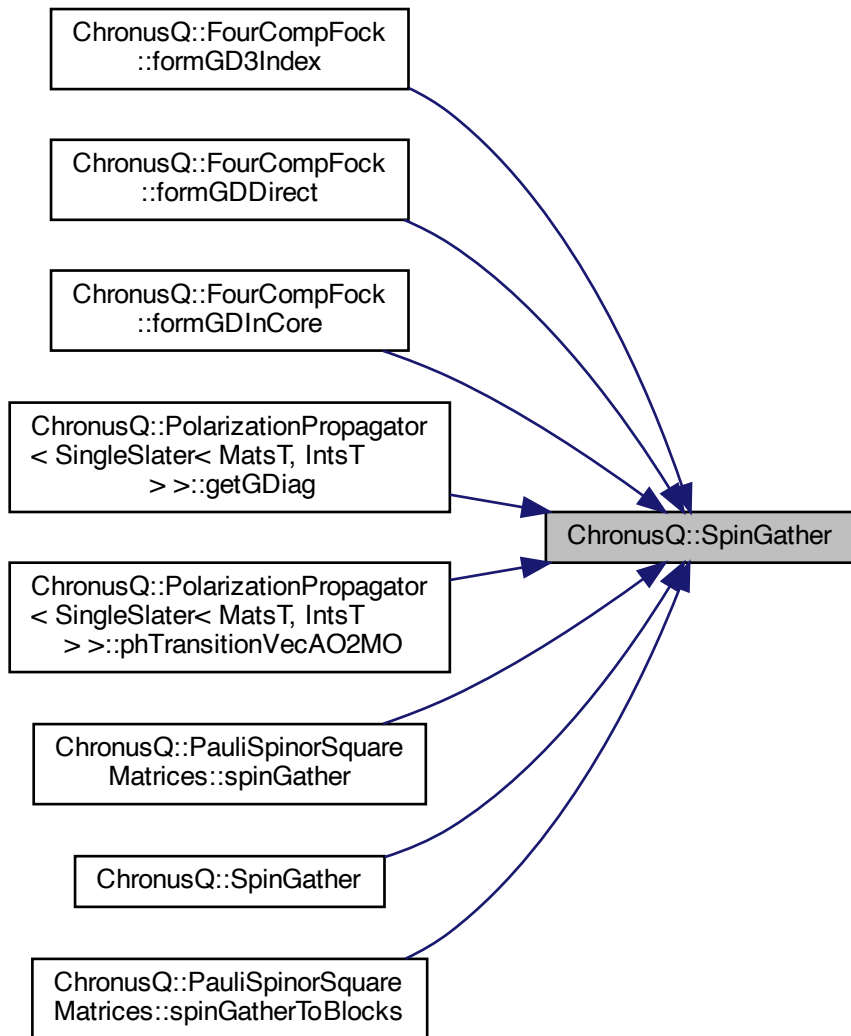 ChronusQ::FourCompFock
::formGD3Index
ChronusQ::FourCompFock
::formGDDirect
ChronusQ::FourCompFock
::formGDInCore
ChronusQ::PolarizationPropagator
< SingleSlater< MatsT, IntsT
> >::getGDiag
ChronusQ::SpinGather
ChronusQ::PolarizationPropagator
< SingleSlater< MatsT, IntsT
> >::phTransitionVecAO2MO
ChronusQ::PauliSpinorSquare
Matrices::spinGather
ChronusQ::SpinGather
ChronusQ::PauliSpinorSquare
Matrices::spinGatherToBlocks